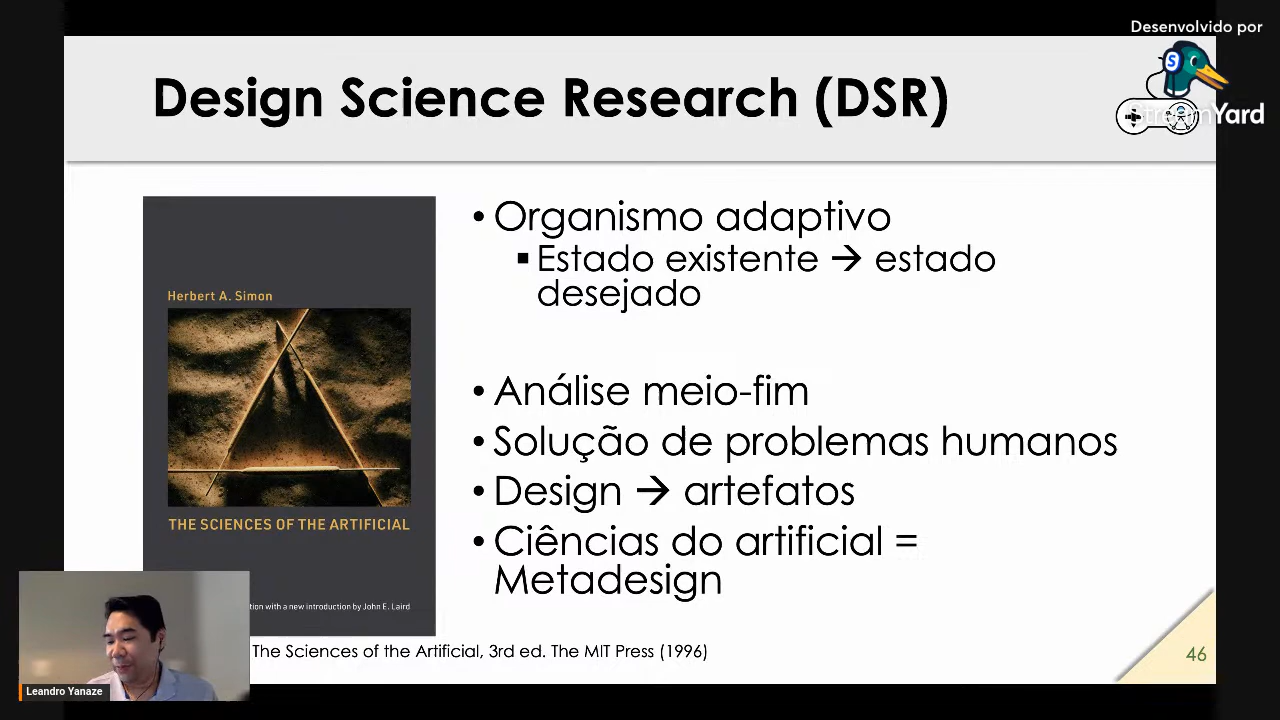 Desenvolvido por
StreamYard
Design Science Research (DSR)
• Organismo adaptivo
▪ Estado existente → estado
desejado
• Análise meio-fim
• Solução de problemas humanos
• Design → artefatos
• Ciências do artificial =
Metadesign
Herbert A. Simon
THE SCIENCES OF THE ARTIFICIAL
with a new introduction by John E. Laird
The Sciences of the Artificial, 3rd ed. The MIT Press (1996)
46
Leandro Yanaze